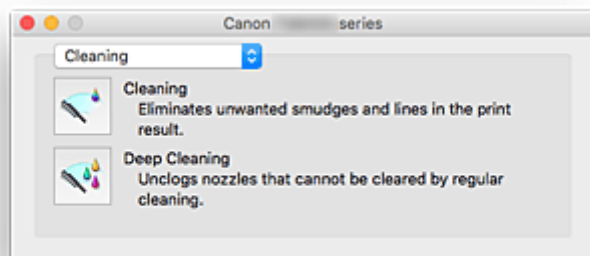 Canon series
Cleaning
Cleaning
Eliminates unwanted smudges and lines in the print
result.
Deep Cleaning
Unclogs nozzles that cannot be cleared by regular
cleaning.